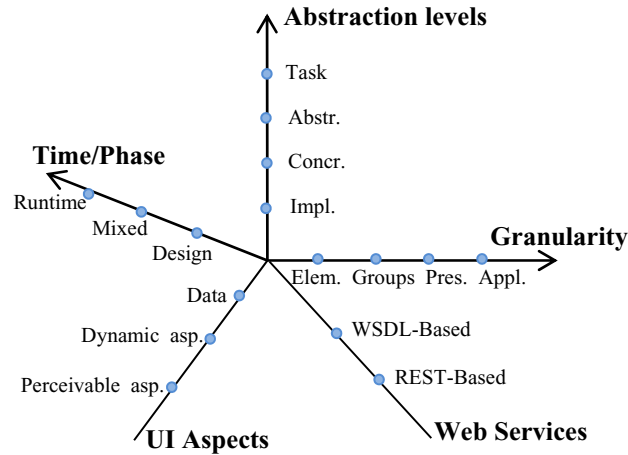 Abstraction levels
Task
Abstr.
Time/Phase
Concr.
Runtime
Mixed
Impl.
Design
Granularity
Elem. Groups Pres. Appl.
Data
Dynamic asp.
WSDL-Based
Perceivable asp.
REST-Based
UI Aspects
Web Services